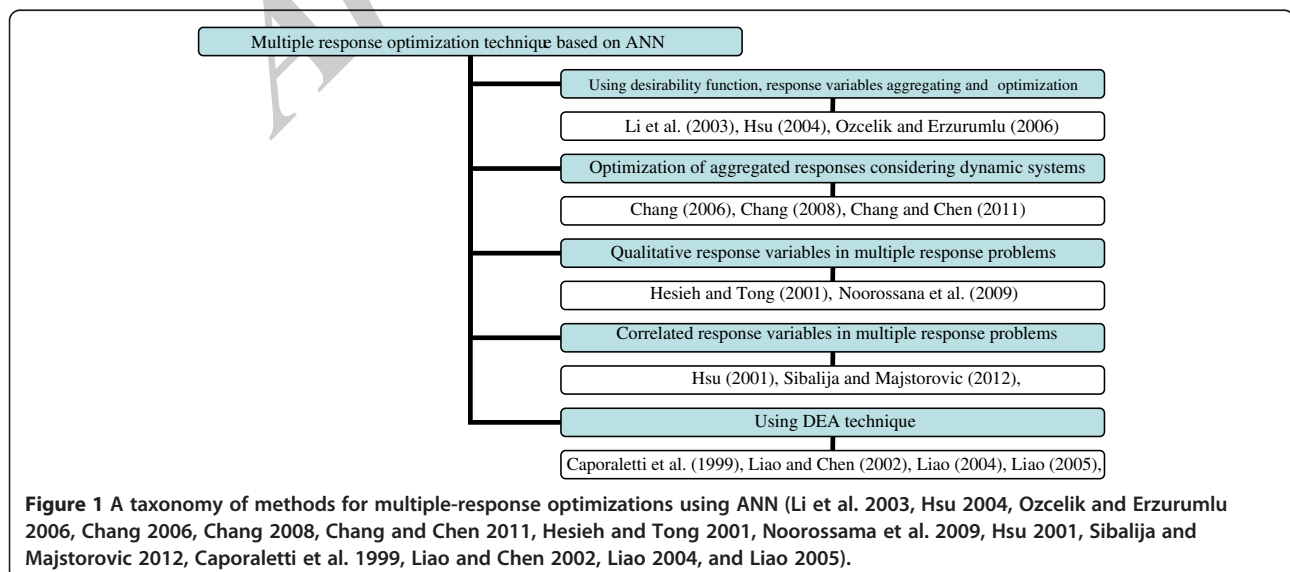 Multiple response optimization technique based on ANN
Using desirability function, response variables aggregating and optimization
Li et al. (2003), Hsu (2004), Ozcelik and Erzurumlu (2006)
Optimization of aggregated responses considering dynamic systems
Chang (2006), Chang (2008), Chang and Chen (2011)
Qualitative response variables in multiple response problems
Hesieh and Tong (2001), Noorossana et al. (2009)
Correlated response variables in multiple response problems
Hsu (2001), Sibalija and Majstorovic (2012),
Using DEA technique
Caporaletti et al. (1999), Liao and Chen (2002), Liao (2004), Liao (2005),
Figure 1 A taxonomy of methods for multiple-response optimizations using ANN (Li et al. 2003, Hsu 2004, Ozcelik and Erzurumlu
2006, Chang 2006, Chang 2008, Chang and Chen 2011, Hesieh and Tong 2001, Noorossama et al. 2009, Hsu 2001, Sibalija and
Majstorovic 2012, Caporaletti et al. 1999, Liao and Chen 2002, Liao 2004, and Liao 2005).